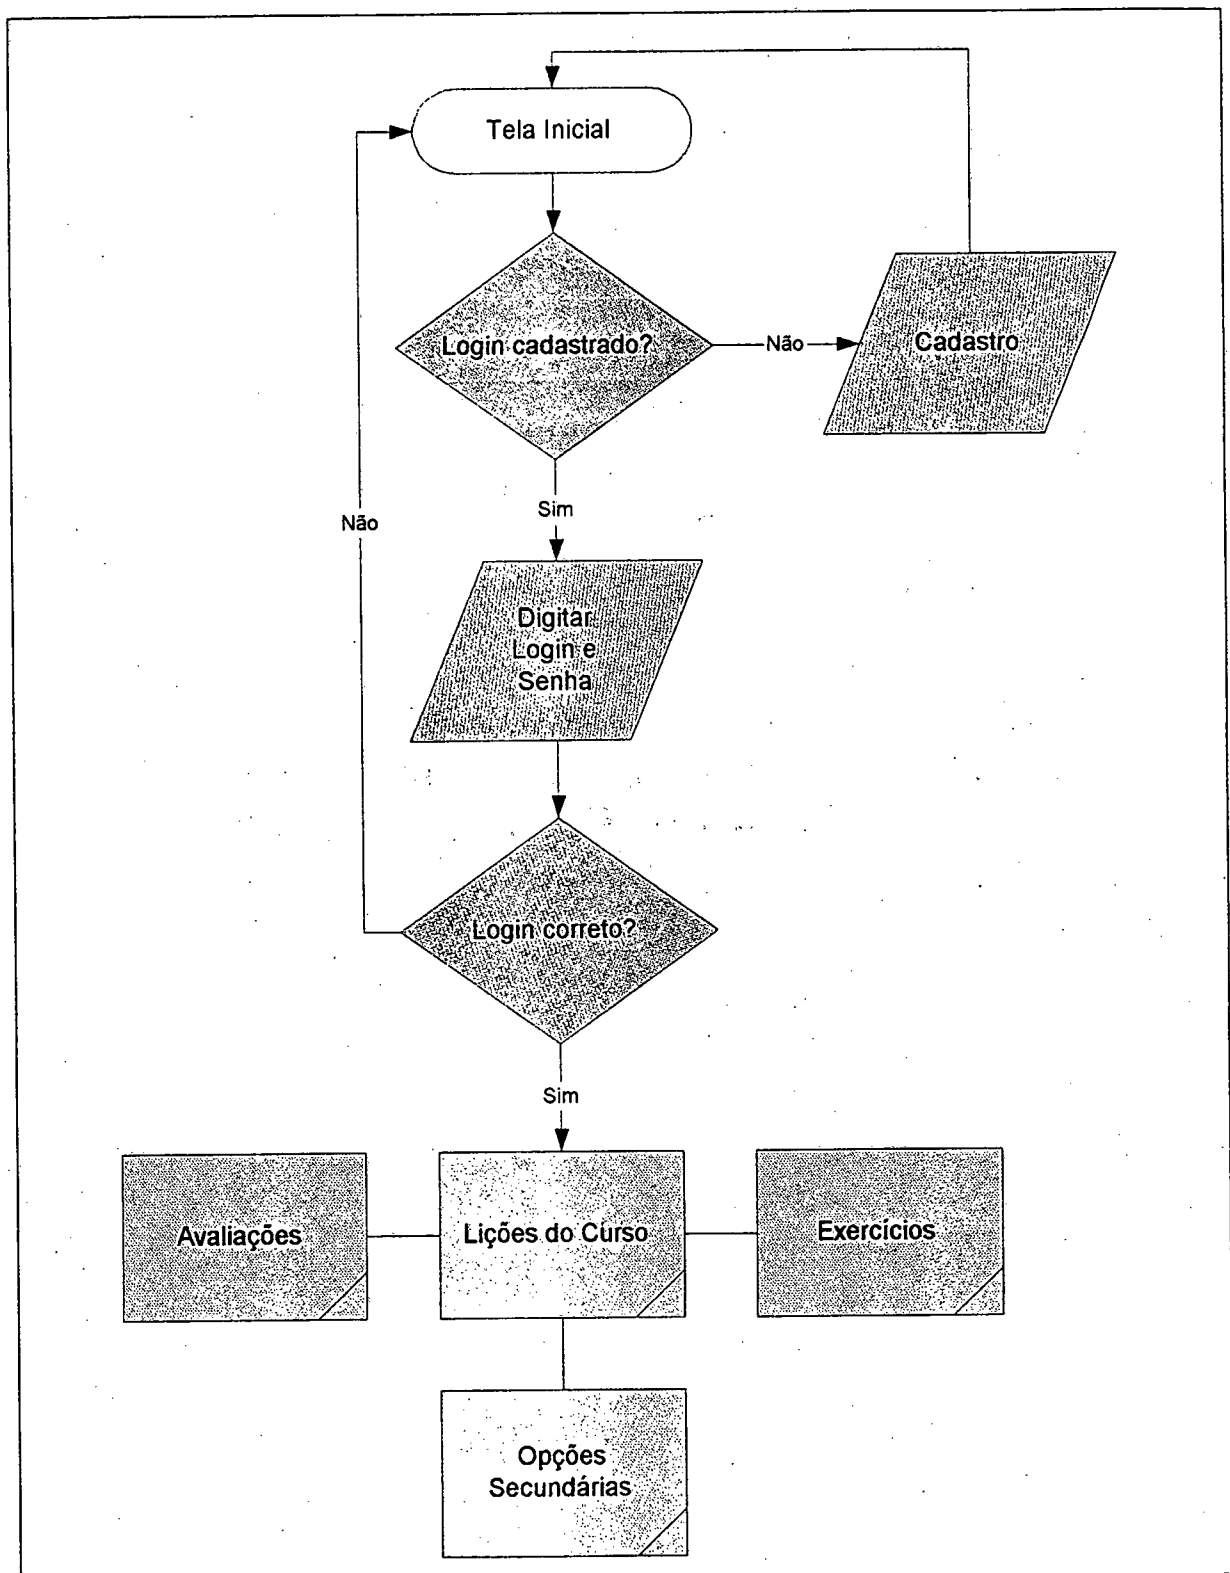 Tela Inicial
Login cadastrado?
Não
Cadastro
Sim
Não
Digitar
Login e
Senha
Login correto?
Sim
Avaliações
Lições do Curso
Exercícios
Opções
Secundárias